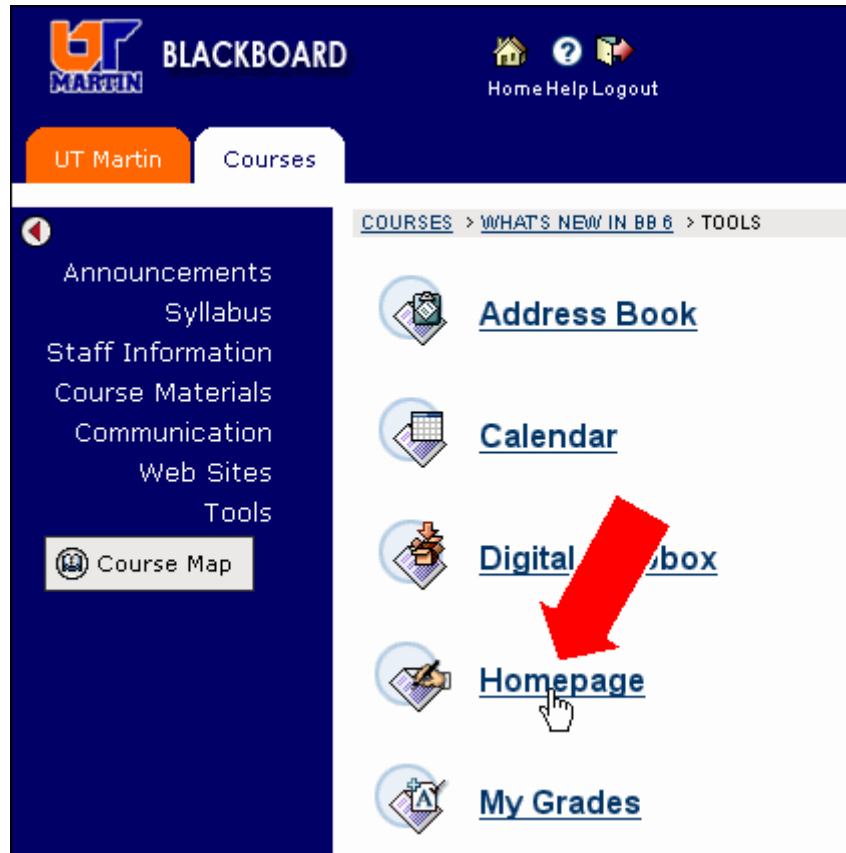 UT
MARTIN
BLACKBOARD
Home Help Logout
UT Martin
Courses
COURSES > WHAT'S NEW IN BB 6 > TOOLS
Announcements
Syllabus
Staff Information
Course Materials
Communication
Web Sites
Tools
Course Map
Address Book
Calendar
Digital
Homepage
My Grades